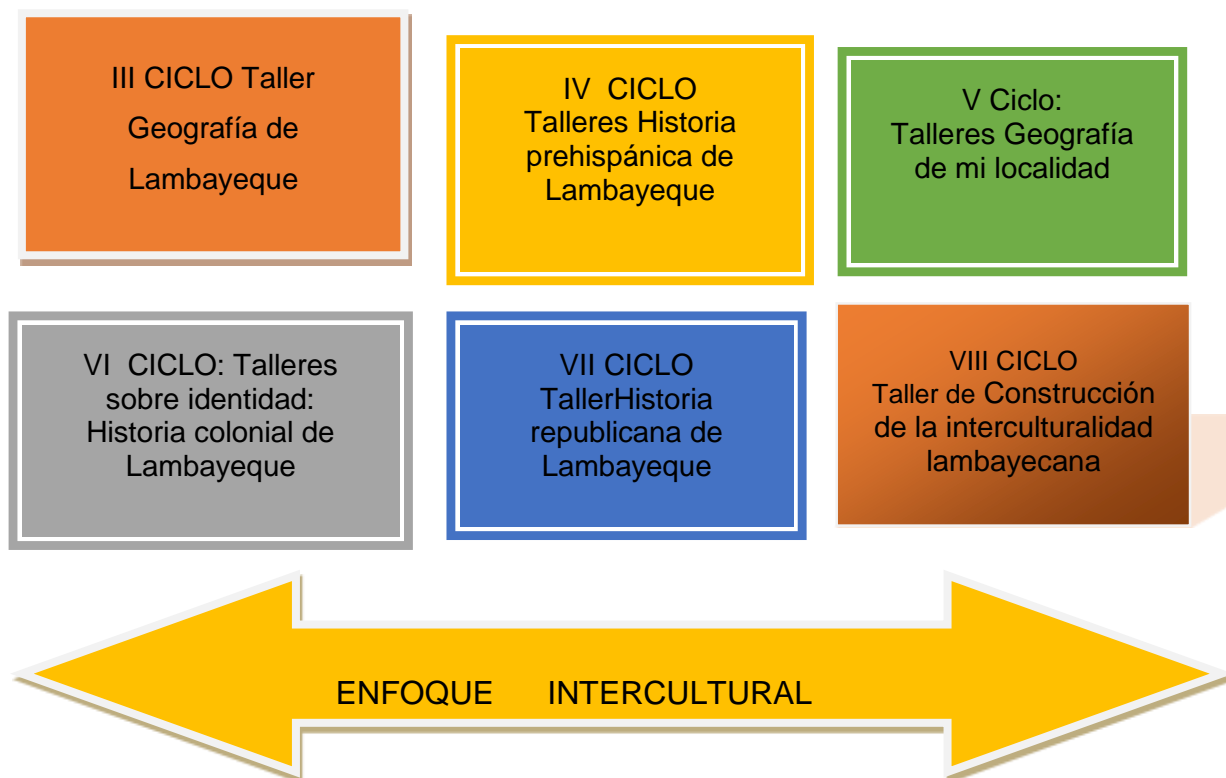 III CICLO Taller
Geografía de
Lambayeque
IV CICLO
Talleres Historia
prehispánica de
Lambayeque
V Ciclo:
Talleres Geografía
de mi localidad
VI CICLO: Talleres
sobre identidad:
Historia colonial de
Lambayeque
VII CICLO
TallerHistoria
republicana de
Lambayeque
VIII CICLO
Taller de Construcción
de la interculturalidad
lambayecana
ENFOQUE INTERCULTURAL